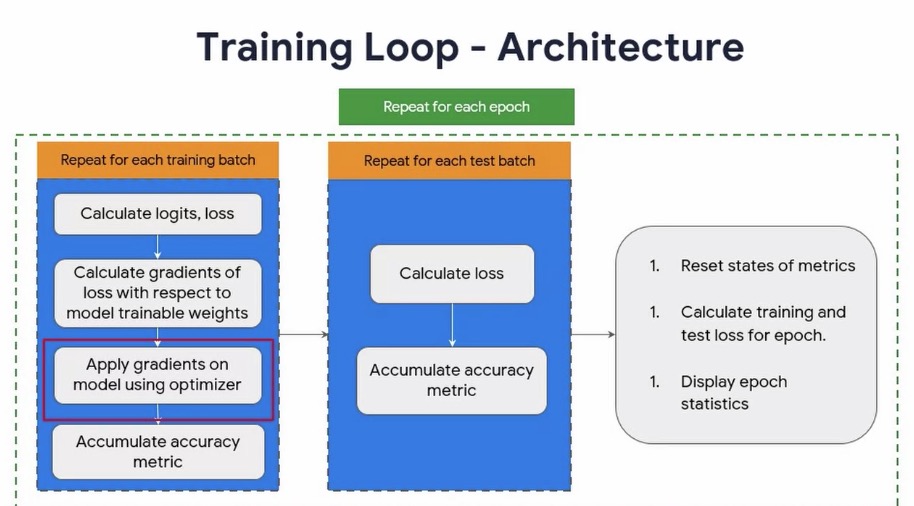 Training Loop - Architecture
Repeat for each epoch
Repeat for each training batch
Calculate logits, loss
Calculate gradients of
loss with respect to
model trainable weights
Apply gradients on
model using optimizer
Accumulate accuracy
metric
Repeat for each test batch
Calculate loss
Accumulate accuracy
metric
1. Reset states of metrics
1. Calculate training and
test loss for epoch.
1. Display epoch
statistics